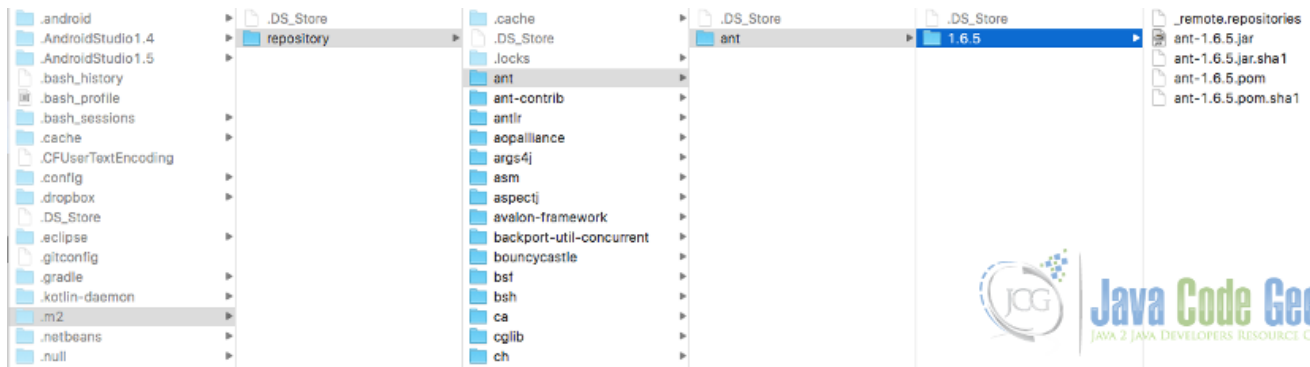 .android
.AndroidStudio1.4
.AndroidStudio1.5
.bash_history
.bash_profile
.bash_sessions
.cache
.CFUserTextEncoding
.config
.dropbox
.DS_Store
.eclipse
.gitconfig
.gradle
.kotlin-daemon
.m2
.netbeans
.null
.DS_Store
repository
.cache
.DS_Store
.locks
ant
ant-contrib
antlr
aopalliance
args4j
asm
aspectj
avalon-framework
backport-util-concurrent
bouncycastle
bsf
bsh
ca
cglib
ch
.DS_Store
ant
.DS_Store
1.6.5
_remote.repositories
ant-1.6.5.jar
ant-1.6.5.jar.sha1
ant-1.6.5.pom
ant-1.6.5.pom.sha1
JCG
Java Code Gee
JAVA 2 JAVA DEVELOPERS RESOURCE C